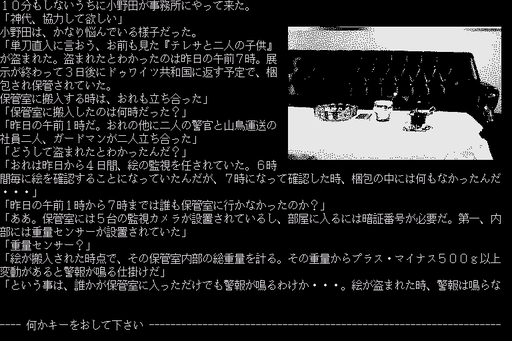 １０分もしないうちに小野田が事務所にやって来た。
「神代、協力して欲しい」
小野田は、かなり悩んでいる様子だった。
「単刀直入に言おう、お前も見た『テレサと二人の子供』
が盗まれた。盗まれたとわかったのは昨日の午前７時。展
示が終わって３日後にドゥワイツ共和国に返す予定で、梱
包され保管されていた。
保管室に搬入する時は、おれも立ち合った」
「保管室に搬入したのは何時だった？」
「昨日の午前１時だ。おれの他に二人の警官と山鳥運送の
社員二人、ガードマンが二人立ち合った」
「どうして盗まれたとわかったんだ？」
「おれは昨日から４日間、絵の監視を任されていた。６時
間毎に絵を確認することになっていたんだが、７時になって確認した時、梱包の中には何もなかったんだ
・・・」
「昨日の午前１時から７時までは誰も保管室に行かなかったのか？」
「ああ。保管室には５台の監視カメラが設置されているし、部屋に入るには暗証番号が必要だ。第一、内
部には重量センサーが設置されていた」
「重量センサー？」
「絵が搬入された時点で、その保管室内部の総重量を計る。その重量からプラス・マイナス５００ｇ以上
変動があると警報が鳴る仕掛けだ」
「という事は、誰かが保管室に入っただけでも警報が鳴るわけか・・・。絵が盗まれた時、警報は鳴らな
---- 何かキーをおして下さい ----